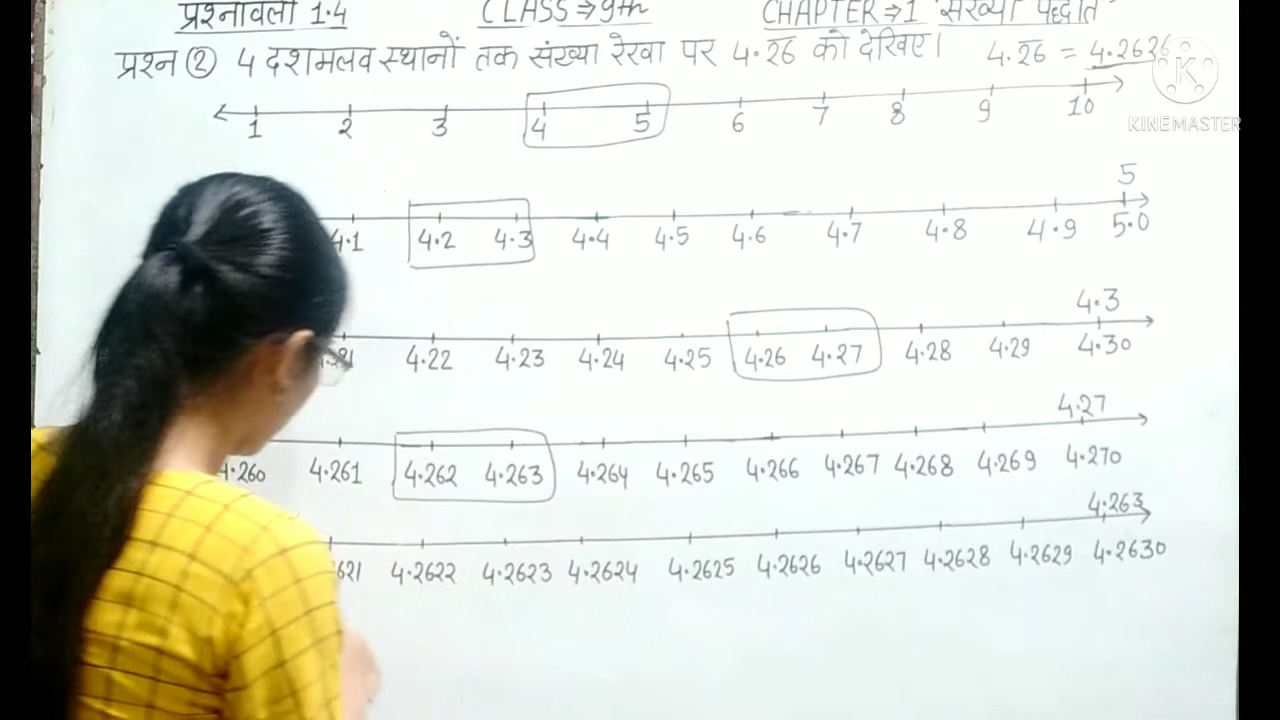 प्रश्नावली 1.4 CLASS⇒9th CHAPTER⇒1 "संख्या पद्धति"
प्रश्न ② 4 दशमलव स्थानों तक संख्या रेखा पर 4.2̅6̅ को देखिए। 4.2̅6̅ = 4.2626
K
KINEMASTER
1 2 3 4 5 6 7 8 9 10
5
4.1 4.2 4.3 4.4 4.5 4.6 4.7 4.8 4.9 5.0
4.3
4.22 4.23 4.24 4.25 4.26 4.27 4.28 4.29 4.30
4.27
4.260 4.261 4.262 4.263 4.264 4.265 4.266 4.267 4.268 4.269 4.270
4.263
621 4.2622 4.2623 4.2624 4.2625 4.2626 4.2627 4.2628 4.2629 4.2630